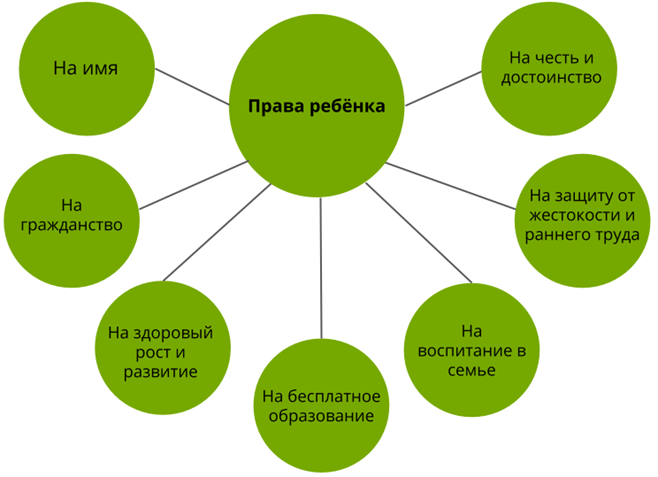 Права ребёнка
На имя
На
гражданство
На здоровый
рост и
развитие
На бесплатное
образование
На
воспитание в
семье
На защиту от
жестокости и
раннего труда
На честь и
достоинство